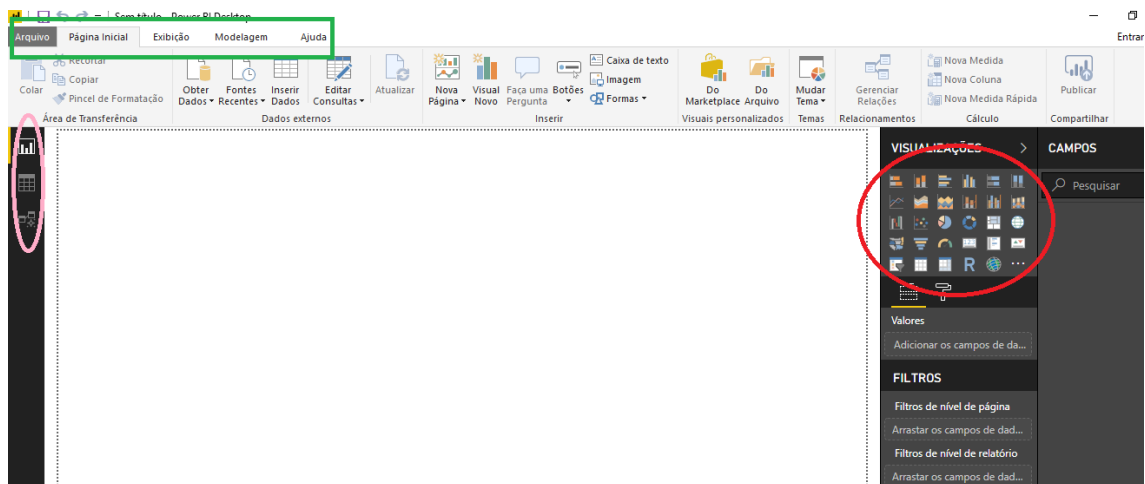 Sem título - Power BI Desktop
Arquivo Página Inicial Exibição Modelagem Ajuda Entrar
Colar
Recortar
Copiar
Pincel de Formatação
Área de Transferência
Obter Dados
Fontes Recentes
Inserir Dados
Editar Consultas
Dados externos
Atualizar
Nova Página
Visual Novo
Faça uma Pergunta
Botões
Caixa de texto
Imagem
Formas
Inserir
Do Marketplace
Do Arquivo
Visuais personalizados
Mudar Tema
Temas
Gerenciar Relações
Relacionamentos
Nova Medida
Nova Coluna
Nova Medida Rápida
Cálculo
Publicar
Compartilhar
VISUALIZAÇÕES >
R
...
Valores
Adicionar os campos de da...
FILTROS
Filtros de nível de página
Arrastar os campos de dad...
Filtros de nível de relatório
Arrastar os campos de dad...
CAMPOS
Pesquisar